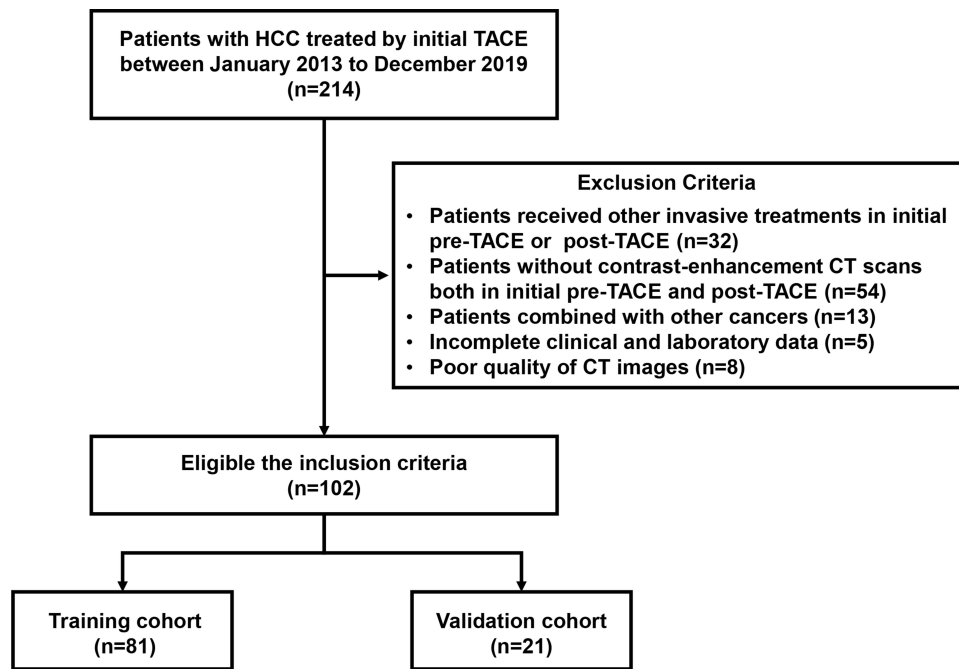 Patients with HCC treated by initial TACE
between January 2013 to December 2019
(n=214)
Exclusion Criteria
• Patients received other invasive treatments in initial
pre-TACE or post-TACE (n=32)
• Patients without contrast-enhancement CT scans
both in initial pre-TACE and post-TACE (n=54)
• Patients combined with other cancers (n=13)
• Incomplete clinical and laboratory data (n=5)
• Poor quality of CT images (n=8)
Eligible the inclusion criteria
(n=102)
Training cohort
(n=81)
Validation cohort
(n=21)